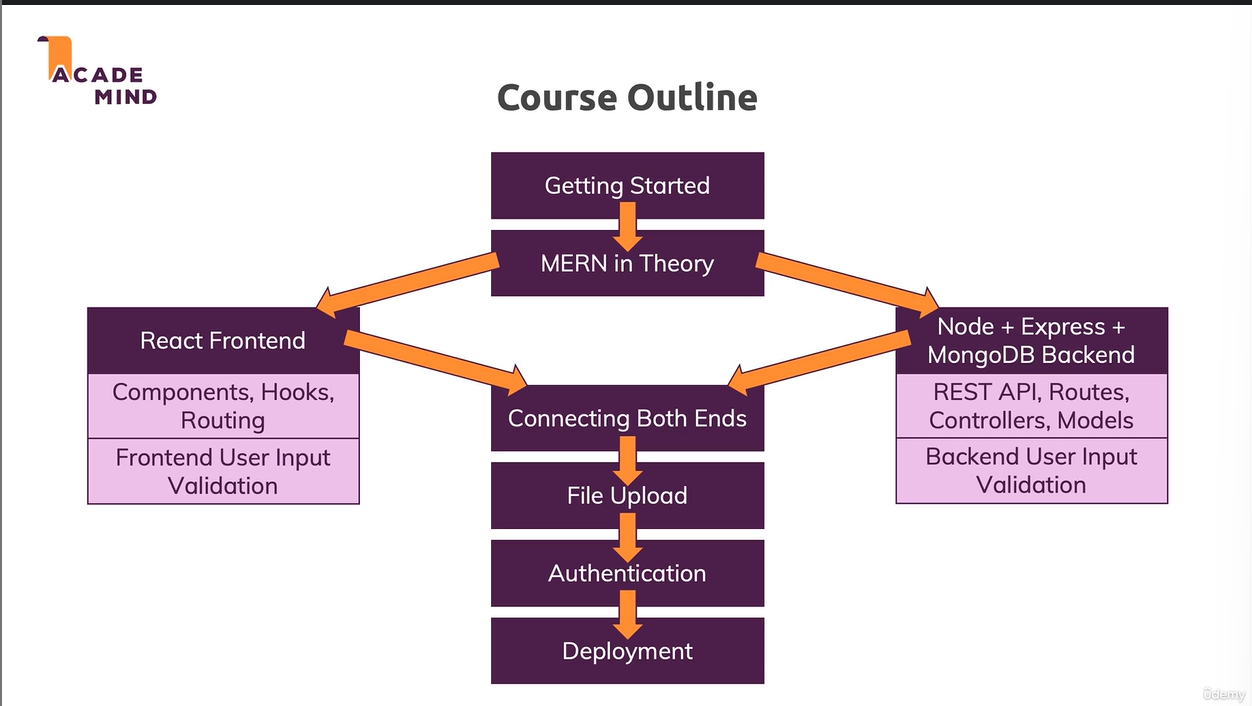 ACADE
MIND
Course Outline
Getting Started
MERN in Theory
React Frontend
Components, Hooks,
Routing
Frontend User Input
Validation
Node + Express +
MongoDB Backend
REST API, Routes,
Controllers, Models
Backend User Input
Validation
Connecting Both Ends
File Upload
Authentication
Deployment
ûdemy